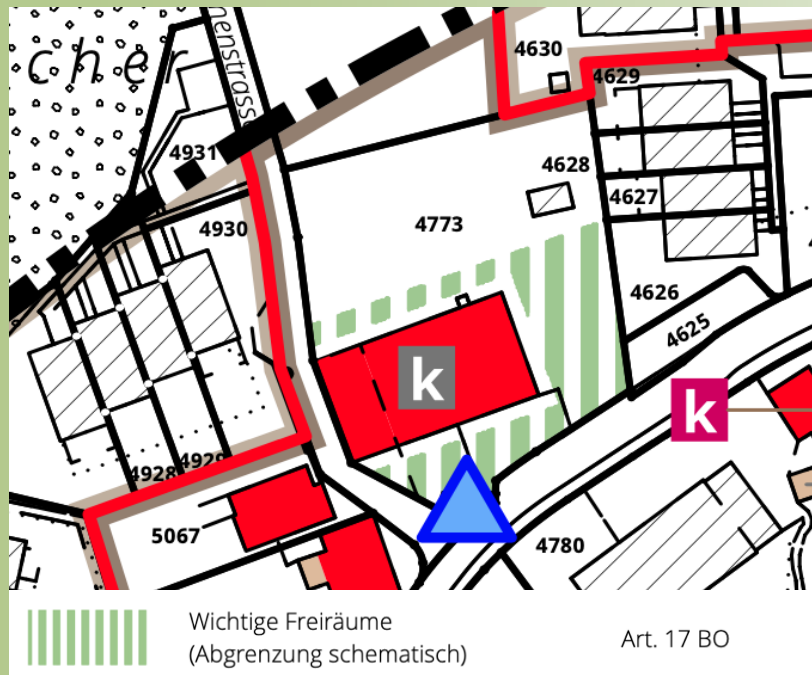 cher
nenstrasse
4630
4629
4931
4628
4627
4930
4773
4626
4625
k
k
4929
4928
5067
4780
Wichtige Freiräume
(Abgrenzung schematisch)
Art. 17 BO